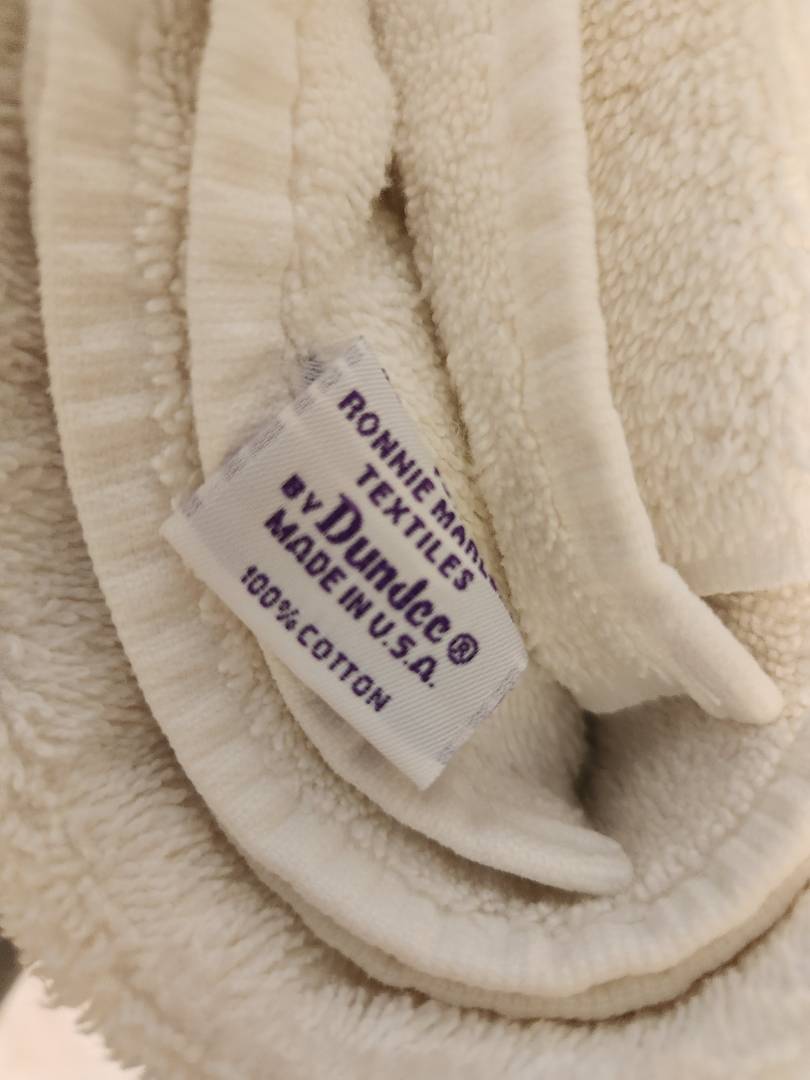 RONNIE
TEXTILES
BY Dundee®
MADE IN U.S.A.
100% COTTON